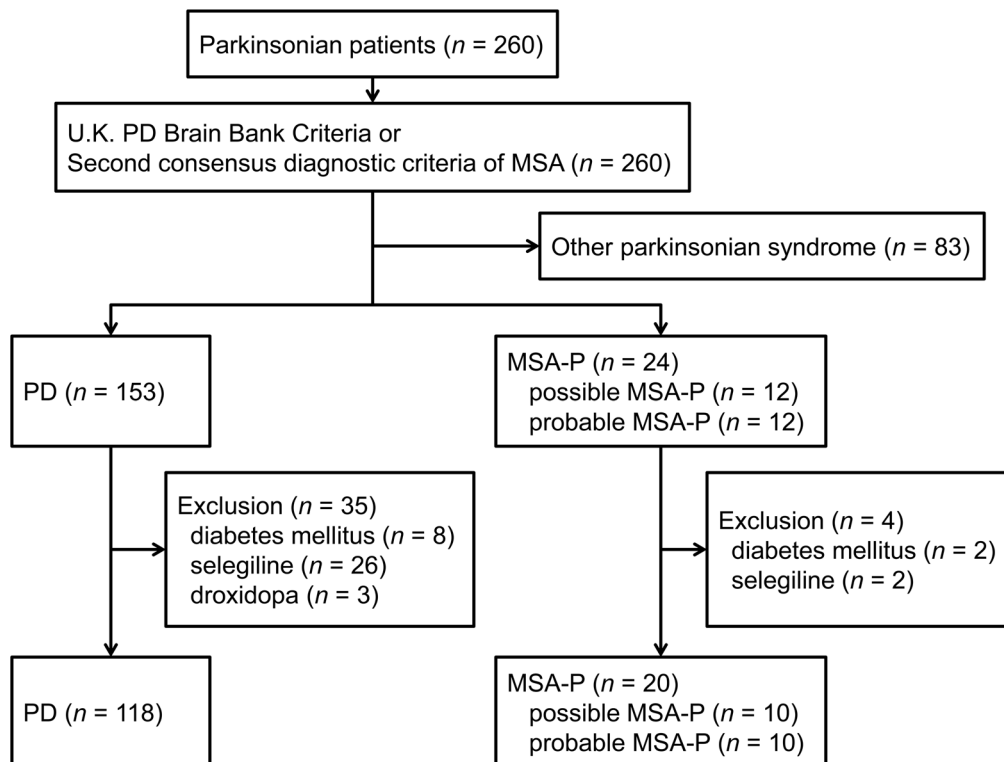 Parkinsonian patients (n = 260)
U.K. PD Brain Bank Criteria or
Second consensus diagnostic criteria of MSA (n = 260)
Other parkinsonian syndrome (n = 83)
PD (n = 153)
MSA-P (n = 24)
possible MSA-P (n = 12)
probable MSA-P (n = 12)
Exclusion (n = 35)
diabetes mellitus (n = 8)
selegiline (n = 26)
droxidopa (n = 3)
Exclusion (n = 4)
diabetes mellitus (n = 2)
selegiline (n = 2)
PD (n = 118)
MSA-P (n = 20)
possible MSA-P (n = 10)
probable MSA-P (n = 10)